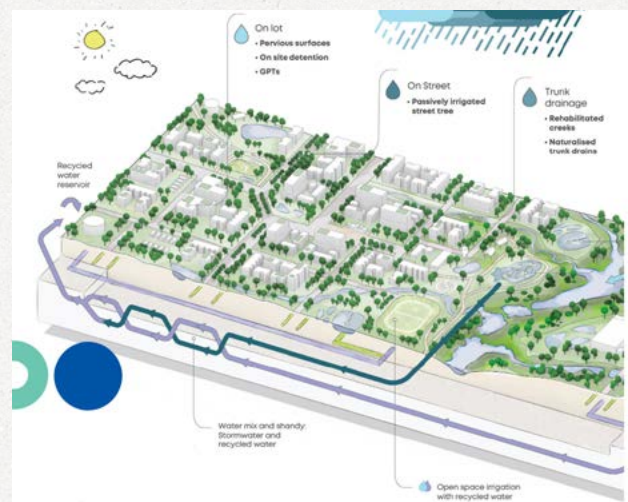 On lot
• Pervious surfaces
• On site detention
• GPTs
On Street
• Passively irrigated
street tree
Trunk
drainage
• Rehabilitated
creeks
• Naturalised
trunk drains
Recycled
water
reservoir
Water mix and shandy:
Stormwater and
recycled water
Open space irrigation
with recycled water